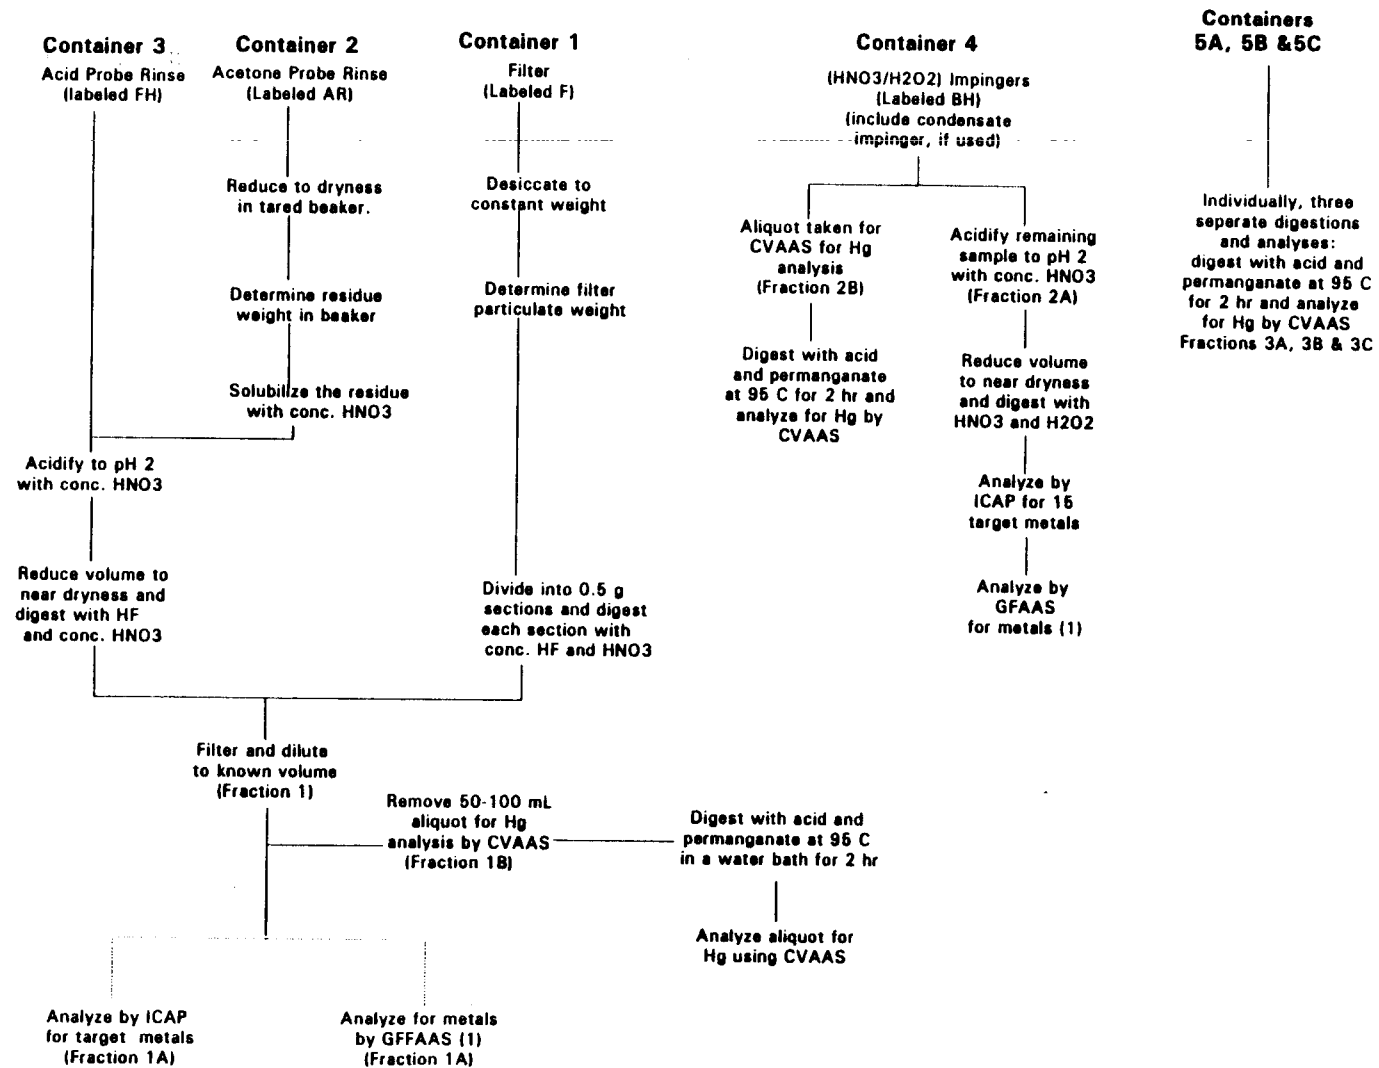 Container 3
Acid Probe Rinse
(labeled FH)
Container 2
Acetone Probe Rinse
(Labeled AR)
Container 1
Filter
(Labeled F)
Container 4
(HNO3/H2O2) Impingers
(Labeled BH)
(include condensate
impinger, if used)
Containers
5A, 5B &5C
Reduce to dryness
in tared beaker.
Determine residue
weight in beaker
Solubilize the residue
with conc. HNO3
Acidify to pH 2
with conc. HNO3
Reduce volume to
near dryness and
digest with HF
and conc. HNO3
Desiccate to
constant weight
Determine filter
particulate weight
Divide into 0.5 g
sections and digest
each section with
conc. HF and HNO3
Aliquot taken for
CVAAS for Hg
analysis
(Fraction 2B)
Digest with acid
and permanganate
at 95 C for 2 hr and
analyze for Hg by
CVAAS
Acidify remaining
sample to pH 2
with conc. HNO3
(Fraction 2A)
Reduce volume
to near dryness
and digest with
HNO3 and H2O2
Analyze by
ICAP for 15
target metals
Analyze by
GFAAS
for metals (1)
Individually, three
seperate digestions
and analyses:
digest with acid and
permanganate at 95 C
for 2 hr and analyze
for Hg by CVAAS
Fractions 3A, 3B & 3C
Filter and dilute
to known volume
(Fraction 1)
Remove 50-100 mL
aliquot for Hg
analysis by CVAAS
(Fraction 1B)
Digest with acid and
permanganate at 95 C
in a water bath for 2 hr
Analyze aliquot for
Hg using CVAAS
Analyze by ICAP
for target metals
(Fraction 1A)
Analyze for metals
by GFFAAS (1)
(Fraction 1A)